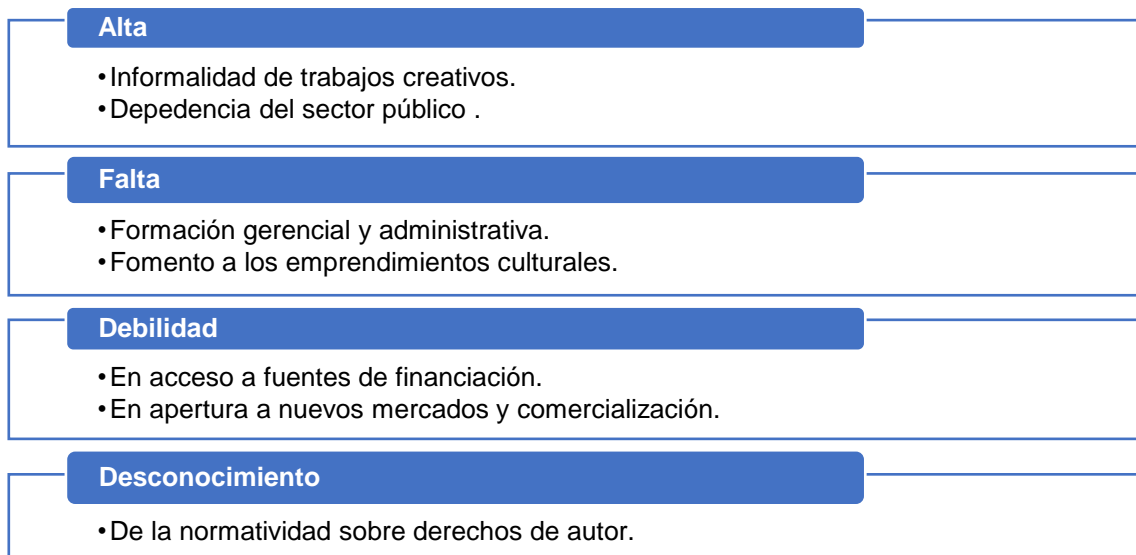 Alta
•Informalidad de trabajos creativos.
•Depedencia del sector público .
Falta
•Formación gerencial y administrativa.
•Fomento a los emprendimientos culturales.
Debilidad
•En acceso a fuentes de financiación.
•En apertura a nuevos mercados y comercialización.
Desconocimiento
•De la normatividad sobre derechos de autor.